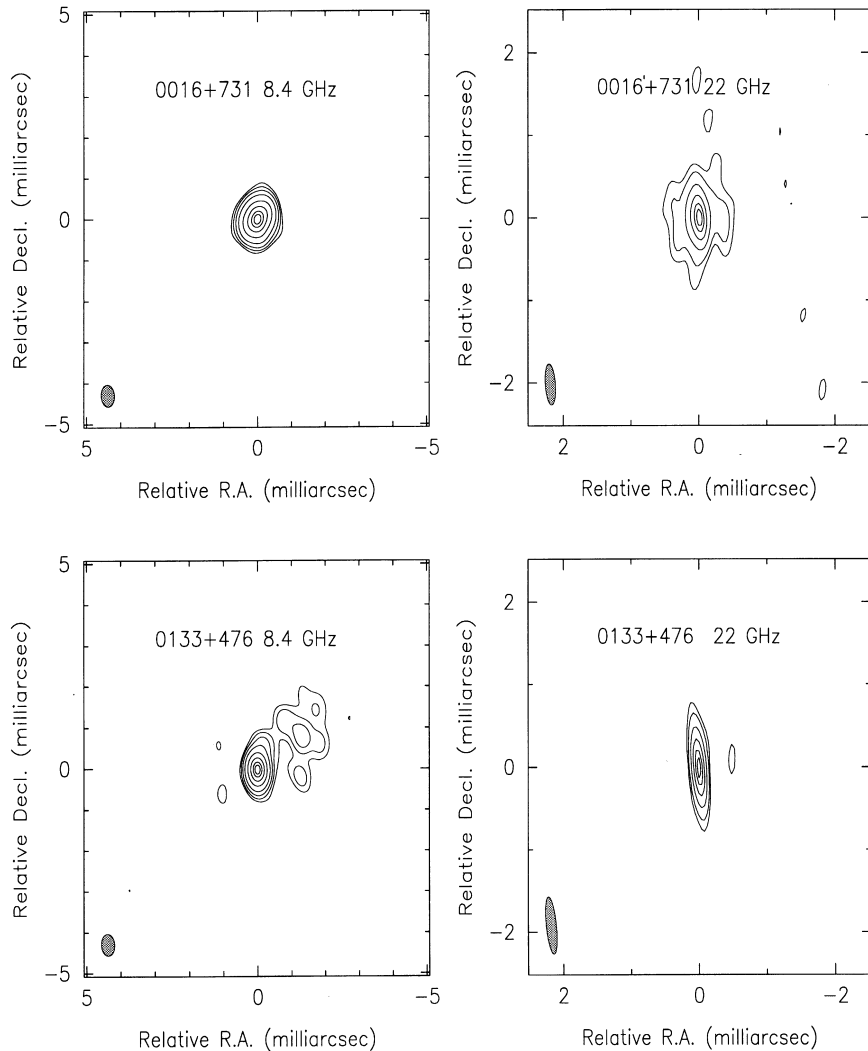 0016+731 8.4 GHz
5
0
-5
Relative Decl. (milliarcsec)
5
0
-5
Relative R.A. (milliarcsec)
0016+731 22 GHz
2
0
-2
Relative Decl. (milliarcsec)
2
0
-2
Relative R.A. (milliarcsec)
0133+476 8.4 GHz
5
0
-5
Relative Decl. (milliarcsec)
5
0
-5
Relative R.A. (milliarcsec)
0133+476 22 GHz
2
0
-2
Relative Decl. (milliarcsec)
2
0
-2
Relative R.A. (milliarcsec)